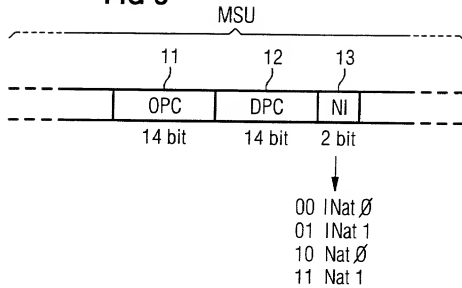 MSU
11 12 13
OPC DPC NI
14 bit 14 bit 2 bit
00 INat Ø
01 INat 1
10 Nat Ø
11 Nat 1